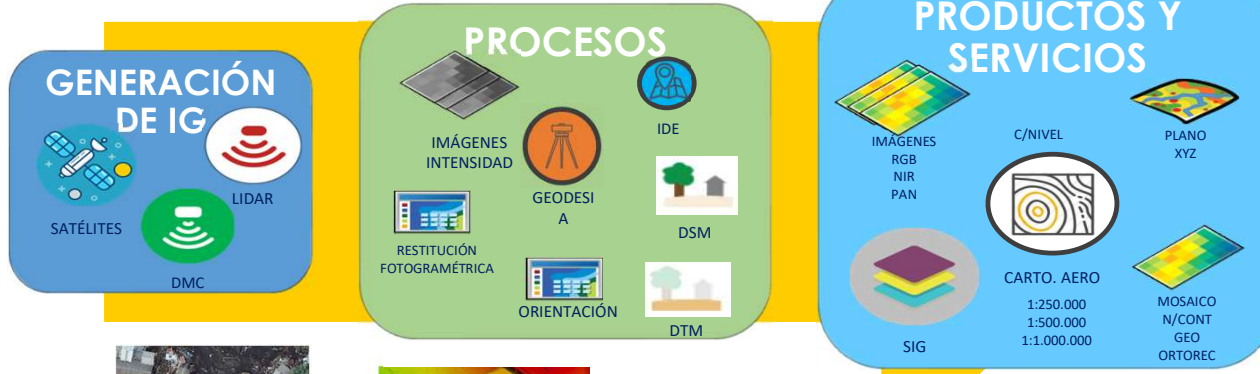 GENERACIÓN
DE IG
SATÉLITES
LIDAR
DMC
PROCESOS
IMÁGENES
INTENSIDAD
IDE
GEODESI
A
RESTITUCIÓN
FOTOGRAMÉTRICA
DSM
ORIENTACIÓN
DTM
PRODUCTOS Y
SERVICIOS
IMÁGENES
RGB
NIR
PAN
C/NIVEL
PLANO
XYZ
SIG
CARTO. AERO
1:250.000
1:500.000
1:1.000.000
MOSAICO
N/CONT
GEO
ORTOREC